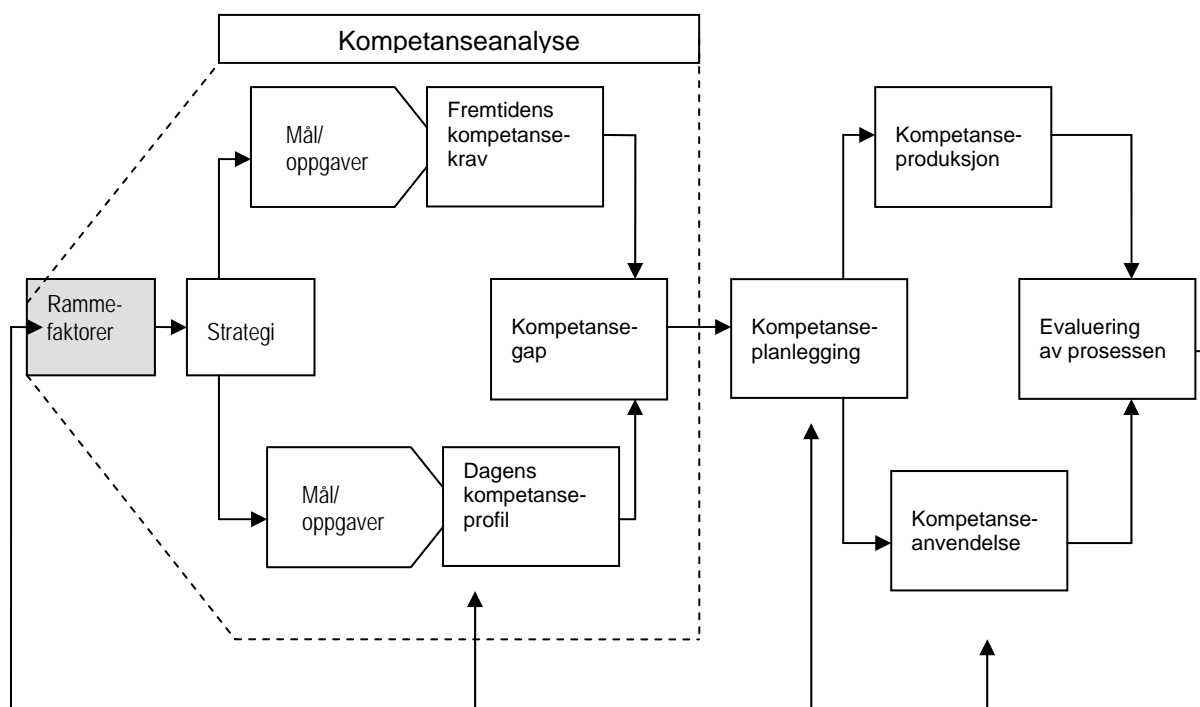 Kompetanseanalyse
Mål/
oppgaver
Fremtidens
kompetanse-
krav
Kompetanse-
produksjon
Ramme-
faktorer
Strategi
Kompetanse-
gap
Kompetanse-
planlegging
Evaluering
av prosessen
Mål/
oppgaver
Dagens
kompetanse-
profil
Kompetanse-
anvendelse